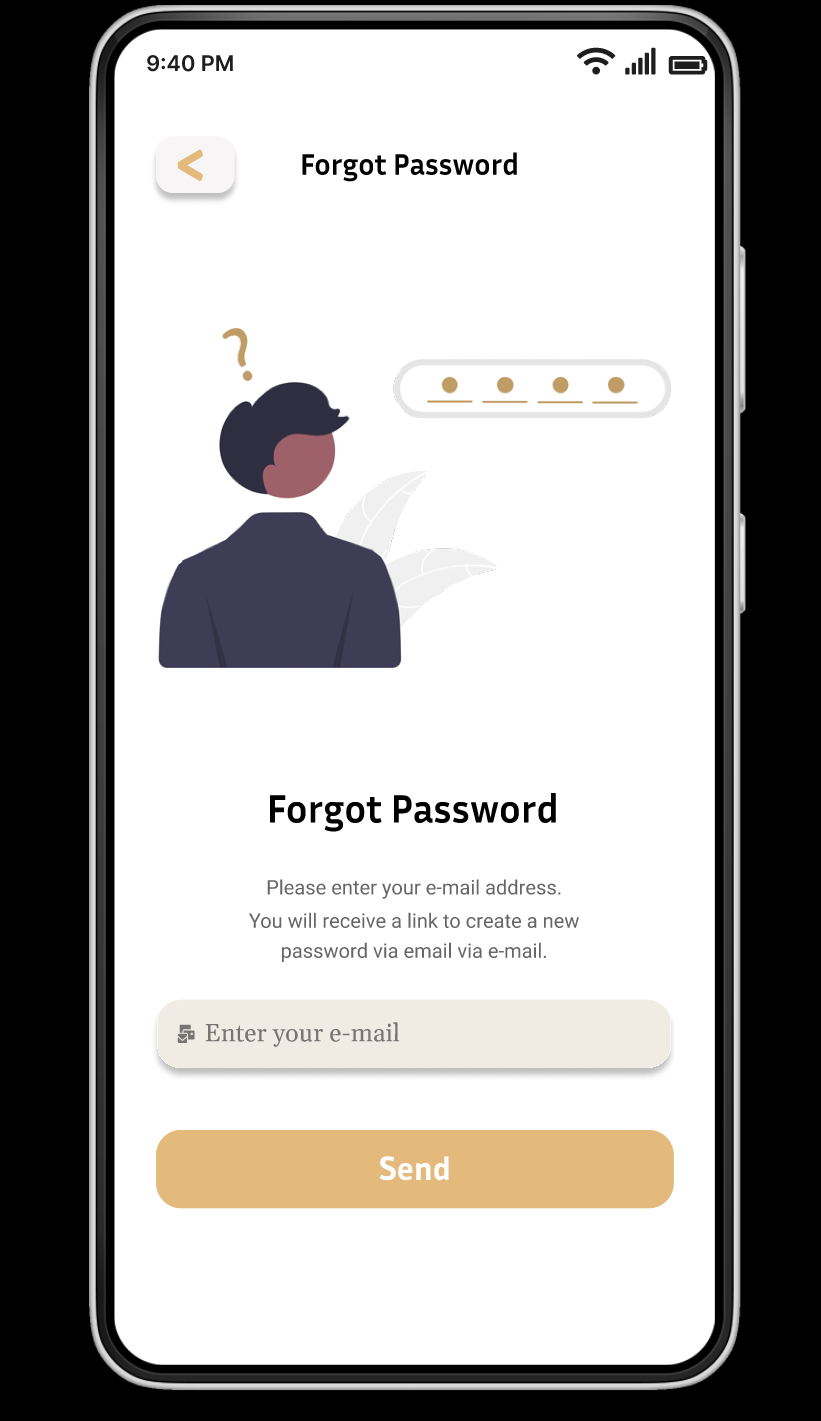 9:40 PM
Forgot Password
?
Forgot Password
Please enter your e-mail address.
You will receive a link to create a new
password via email via e-mail.
Enter your e-mail
Send